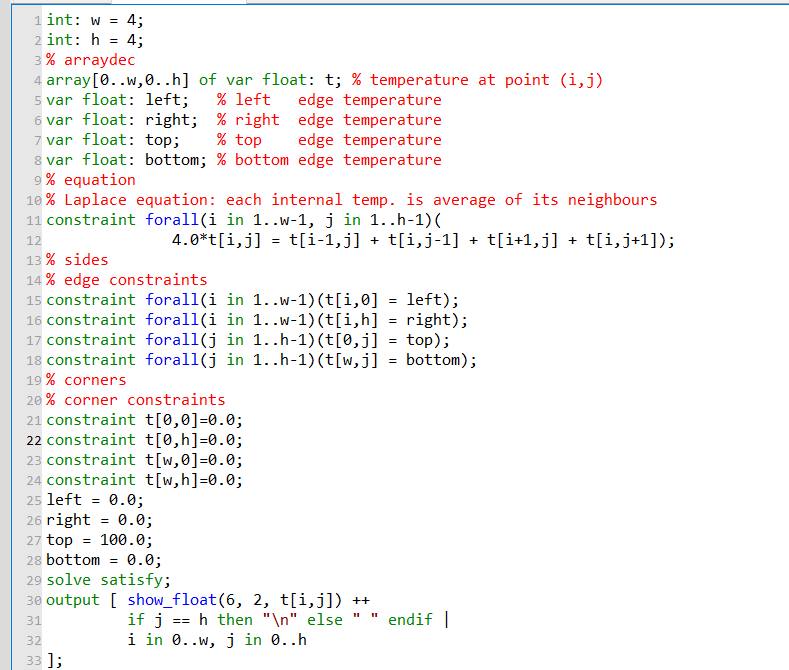 1 int: w = 4;
2 int: h = 4;
3 % arraydec
4 array[0..w,0..h] of var float: t; % temperature at point (i,j)
5 var float: left;   % left   edge temperature
6 var float: right;  % right  edge temperature
7 var float: top;    % top    edge temperature
8 var float: bottom; % bottom edge temperature
9 % equation
10 % Laplace equation: each internal temp. is average of its neighbours
11 constraint forall(i in 1..w-1, j in 1..h-1)(
12               4.0*t[i,j] = t[i-1,j] + t[i,j-1] + t[i+1,j] + t[i,j+1]);
13 % sides
14 % edge constraints
15 constraint forall(i in 1..w-1)(t[i,0] = left);
16 constraint forall(i in 1..w-1)(t[i,h] = right);
17 constraint forall(j in 1..h-1)(t[0,j] = top);
18 constraint forall(j in 1..h-1)(t[w,j] = bottom);
19 % corners
20 % corner constraints
21 constraint t[0,0]=0.0;
22 constraint t[0,h]=0.0;
23 constraint t[w,0]=0.0;
24 constraint t[w,h]=0.0;
25 left = 0.0;
26 right = 0.0;
27 top = 100.0;
28 bottom = 0.0;
29 solve satisfy;
30 output [ show_float(6, 2, t[i,j]) ++
31          if j == h then "\n" else " " endif |
32          i in 0..w, j in 0..h
33 ];